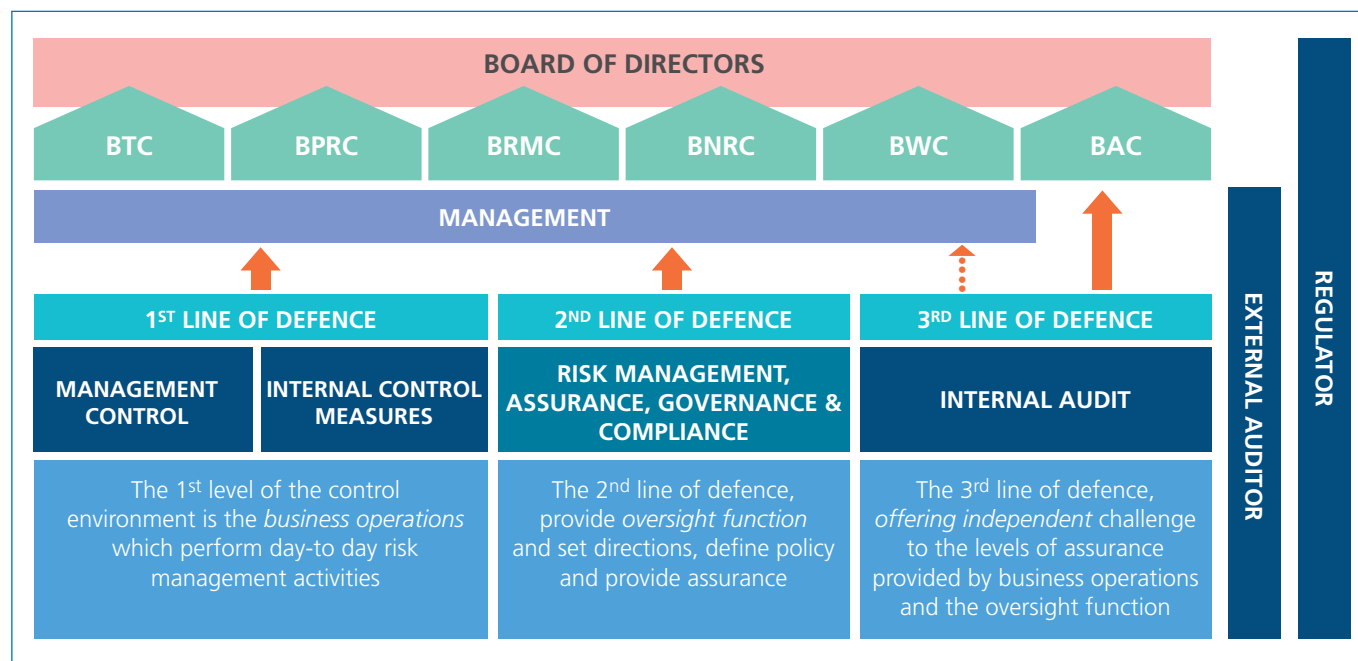 BOARD OF DIRECTORS
BTC
BPRC
BRMC
BNRC
BWC
BAC
MANAGEMENT
1ST LINE OF DEFENCE
2ND LINE OF DEFENCE
3RD LINE OF DEFENCE
MANAGEMENT
CONTROL
INTERNAL CONTROL
MEASURES
RISK MANAGEMENT,
ASSURANCE, GOVERNANCE &
COMPLIANCE
INTERNAL AUDIT
The 1st level of the control
environment is the business operations
which perform day-to day risk
management activities
The 2nd line of defence,
provide oversight function
and set directions, define policy
and provide assurance
The 3rd line of defence,
offering independent challenge
to the levels of assurance
provided by business operations
and the oversight function
EXTERNAL AUDITOR
REGULATOR